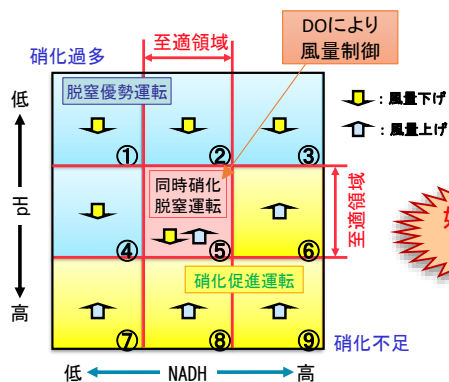 DOにより
風量制御
至適領域
硝化過多
脱窒優勢運転
：風量下げ
：風量上げ
低
pH
高
①
②
③
同時硝化
脱窒運転
④
⑤
⑥
至適領域
硝化促進運転
⑦
⑧
⑨
硝化不足
低
NADH
高